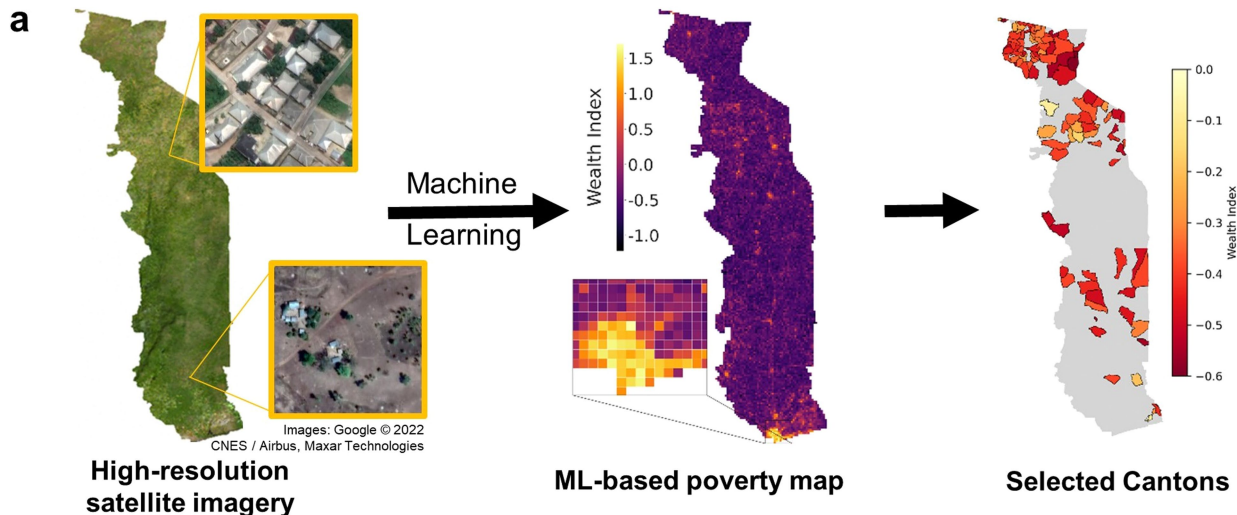 a
Machine
Learning
Images: Google © 2022
CNES / Airbus, Maxar Technologies
High-resolution
satellite imagery
Wealth Index
1.5
1.0
0.5
0.0
-0.5
-1.0
ML-based poverty map
0.0
−0.1
−0.2
−0.3
−0.4
−0.5
−0.6
Wealth Index
Selected Cantons